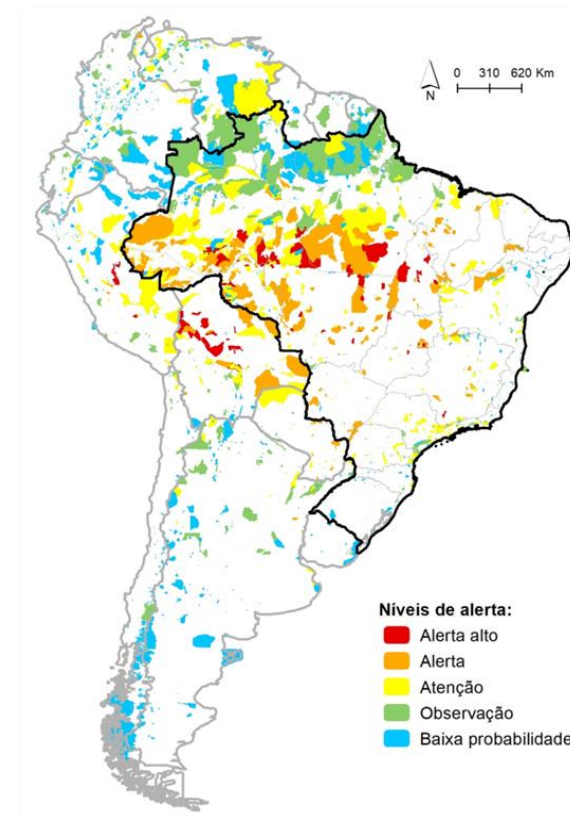 0 310 620 Km
N
Níveis de alerta:
Alerta alto
Alerta
Atenção
Observação
Baixa probabilidade